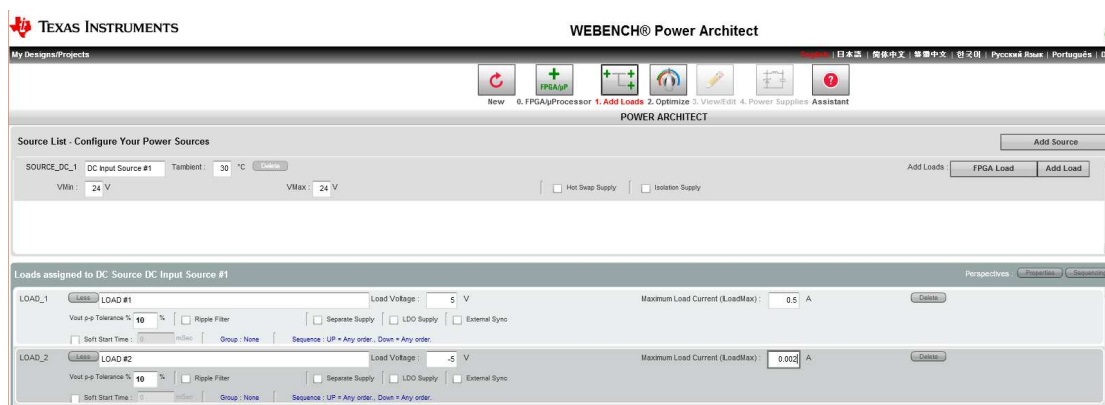 TEXAS INSTRUMENTS
WEBENCH® Power Architect
My Designs/Projects
English | 日本語 | 简体中文 | 繁體中文 | 한국어 | Русский Язык | Português |
New 0. FPGA/µProcessor 1. Add Loads 2. Optimize 3. View/Edit 4. Power Supplies Assistant
FPGA/µP
POWER ARCHITECT
Source List - Configure Your Power Sources
Add Source
SOURCE_DC_1 DC Input Source #1 Tambient : 30 °C Delete
Add Loads : FPGA Load Add Load
VMin : 24 V VMax : 24 V Hot Swap Supply Isolation Supply
Loads assigned to DC Source DC Input Source #1
Perspectives : Properties Sequencing
LOAD_1 Less LOAD #1 Load Voltage : 5 V Maximum Load Current (ILoadMax) : 0.5 A Delete
Vout p-p Tolerance % 10 % Ripple Filter Separate Supply LDO Supply External Sync
Soft Start Time : 0 mSec Group : None Sequence : UP = Any order., Down = Any order.
LOAD_2 Less LOAD #2 Load Voltage : -5 V Maximum Load Current (ILoadMax) : 0.002 A Delete
Vout p-p Tolerance % 10 % Ripple Filter Separate Supply LDO Supply External Sync
Soft Start Time : 0 mSec Group : None Sequence : UP = Any order., Down = Any order.